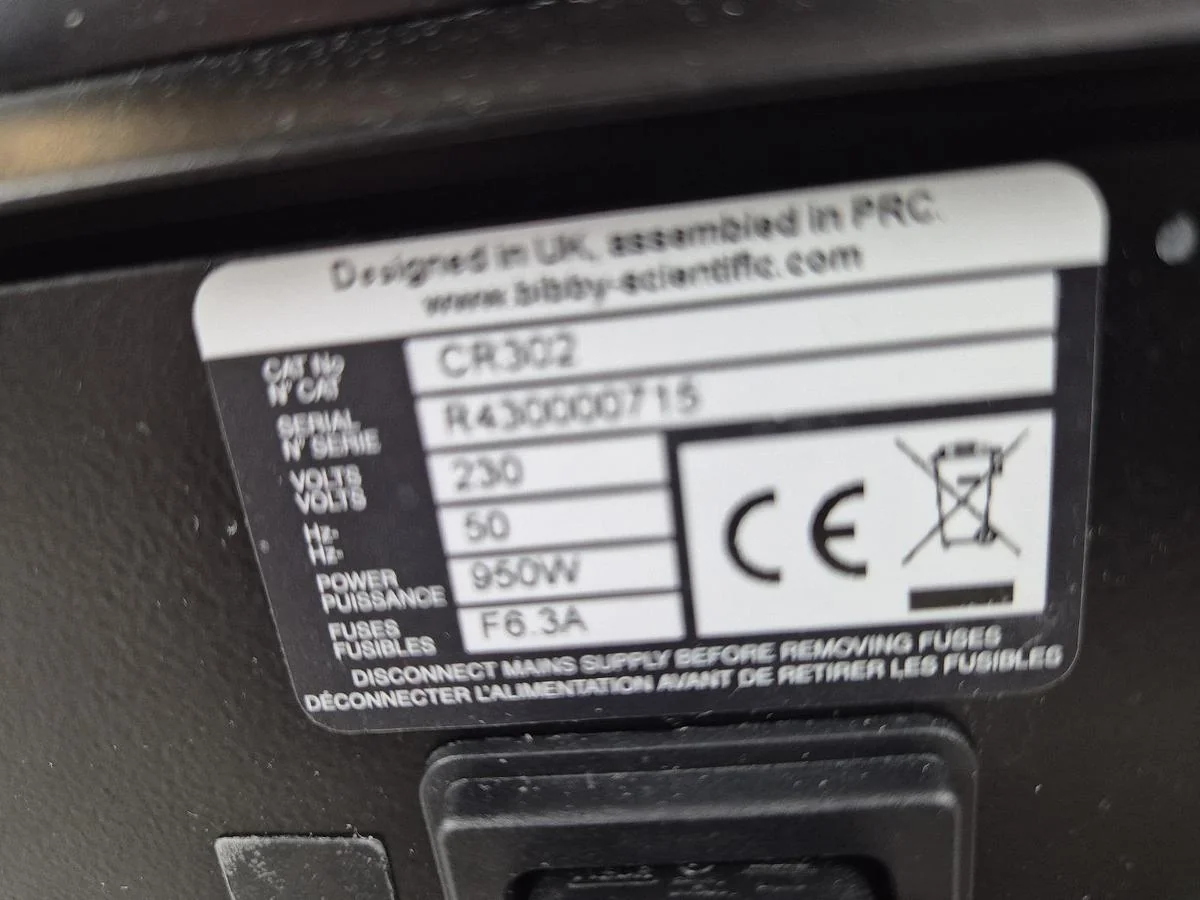 Designed in UK, assembled in PRC.
www.bibby-scientific.com
CAT No
N° CAT
CR302
SERIAL
N° SERIE
R430000715
VOLTS
VOLTS
230
Hz-
Hz-
50
POWER
PUISSANCE
950W
FUSES
FUSIBLES
F6.3A
CE
DISCONNECT MAINS SUPPLY BEFORE REMOVING FUSES
DÉCONNECTER L'ALIMENTATION AVANT DE RETIRER LES FUSIBLES